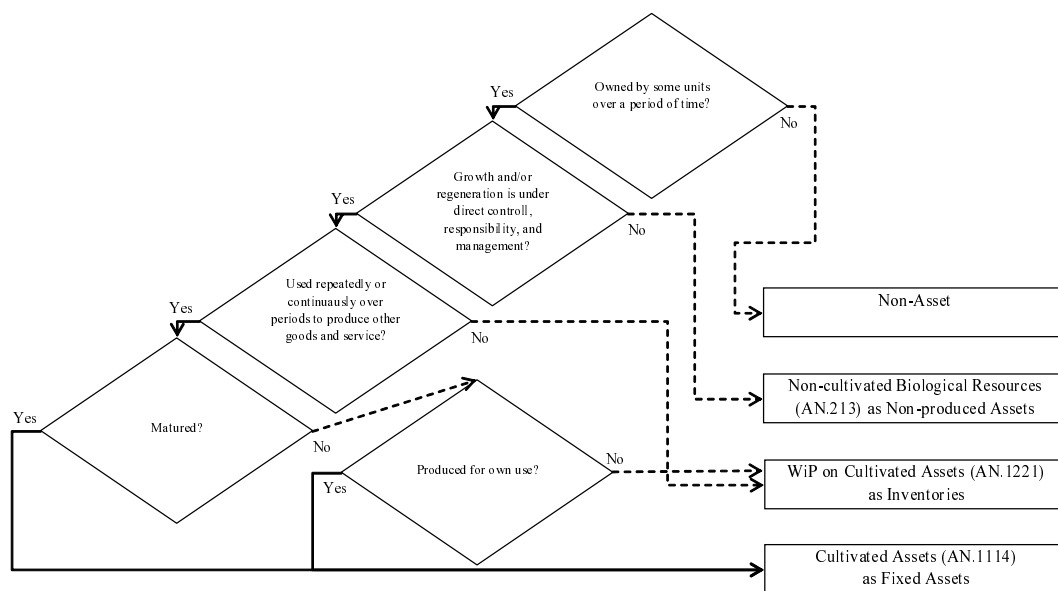 Owned by some units
over a period of time?
Yes
No
Growth and/or
regeneration is under
direct controll,
responsibility, and
management?
Yes
No
Used repeatedly or
continuously over
periods to produce other
goods and service?
Yes
No
Non-Asset
Non-cultivated Biological Resources
(AN.213) as Non-produced Assets
Matured?
Yes
No
Produced for own use?
No
Yes
WiP on Cultivated Assets (AN.1221)
as Inventories
Cultivated Assets (AN.1114)
as Fixed Assets